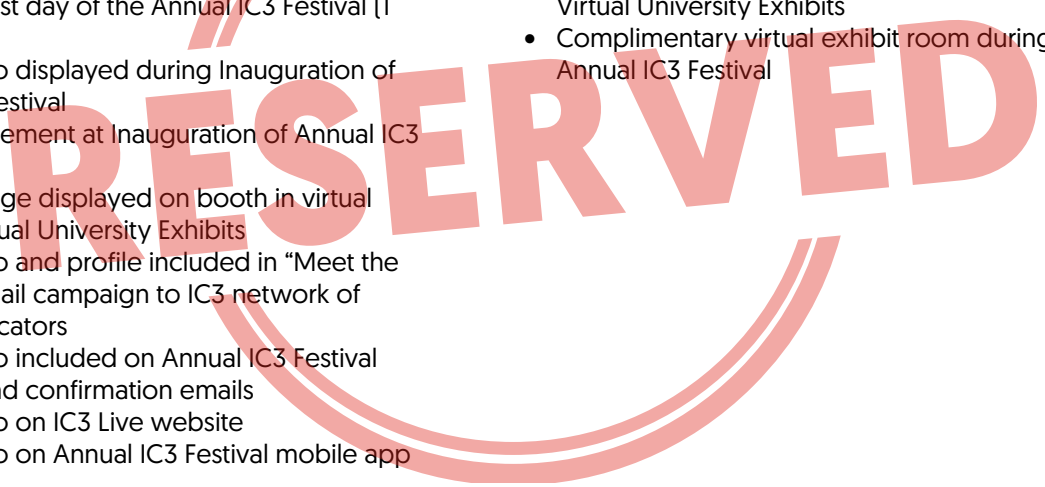 st day of the Annual IC3 Festival (1
o displayed during Inauguration of
estival
ement at Inauguration of Annual IC3
ge displayed on booth in virtual
ual University Exhibits
o and profile included in “Meet the
ail campaign to IC3 network of
cators
o included on Annual IC3 Festival
nd confirmation emails
o on IC3 Live website
o on Annual IC3 Festival mobile app
Virtual University Exhibits
• Complimentary virtual exhibit room during
Annual IC3 Festival
RESERVED